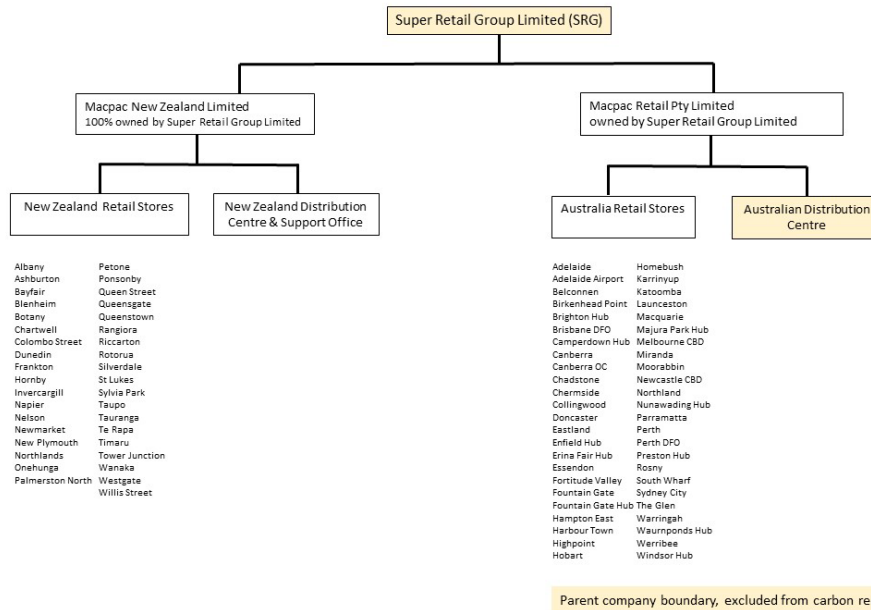 Super Retail Group Limited (SRG)
Macpac New Zealand Limited
100% owned by Super Retail Group Limited
Macpac Retail Pty Limited
owned by Super Retail Group Limited
New Zealand Retail Stores
New Zealand Distribution
Centre & Support Office
Australia Retail Stores
Australian Distribution
Centre
Albany
Ashburton
Bayfair
Blenheim
Botany
Chartwell
Colombo Street
Dunedin
Frankton
Hornby
Invercargill
Napier
Nelson
Newmarket
New Plymouth
Northlands
Onehunga
Palmerston North
Petone
Ponsonby
Queen Street
Queensgate
Queenstown
Rangiora
Riccarton
Rotorua
Silverdale
St Lukes
Sylvia Park
Taupo
Tauranga
Te Rapa
Timaru
Tower Junction
Wanaka
Westgate
Willis Street
Adelaide
Adelaide Airport
Belconnen
Birkenhead Point
Brighton Hub
Brisbane DFO
Camperdown Hub
Canberra
Canberra OC
Chadstone
Chermside
Collingwood
Doncaster
Eastland
Enfield Hub
Erina Fair Hub
Essendon
Fortitude Valley
Fountain Gate
Fountain Gate Hub
Hampton East
Harbour Town
Highpoint
Hobart
Homebush
Karrinyup
Katoomba
Launceston
Macquarie
Majura Park Hub
Melbourne CBD
Miranda
Moorabbin
Newcastle CBD
Northland
Nunawading Hub
Parramatta
Perth
Perth DFO
Preston Hub
Rosny
South Wharf
Sydney City
The Glen
Warringah
Waurnponds Hub
Werribee
Windsor Hub
Parent company boundary, excluded from carbon re